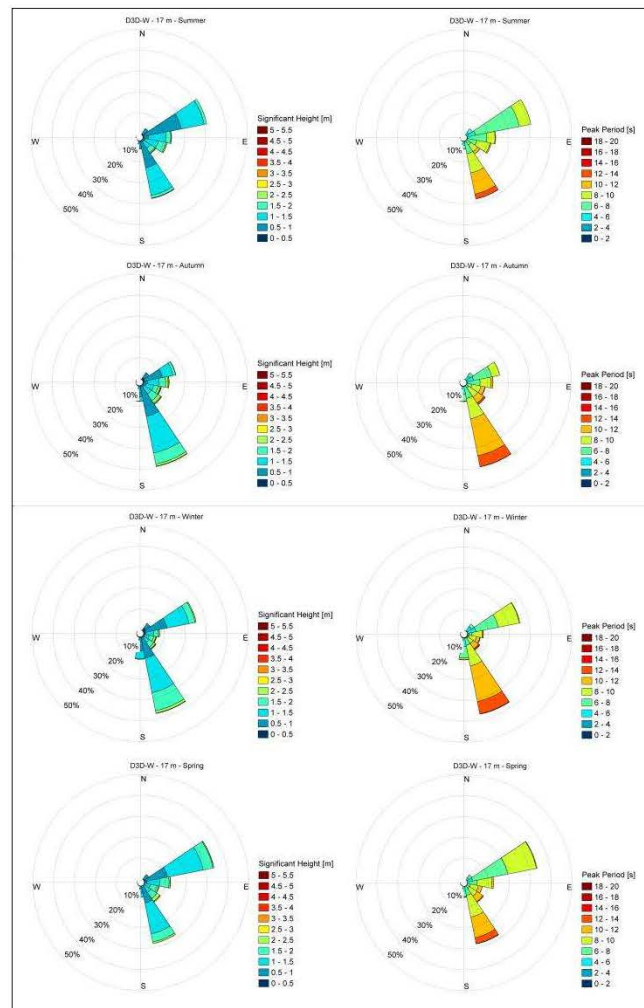 D3D-W - 17 m - Summer
N
W
E
S
10%
20%
30%
40%
50%
Significant Height [m]
5 - 5.5
4.5 - 5
4 - 4.5
3.5 - 4
3 - 3.5
2.5 - 3
2 - 2.5
1.5 - 2
1 - 1.5
0.5 - 1
0 - 0.5
D3D-W - 17 m - Summer
N
W
E
S
10%
20%
30%
40%
50%
Peak Period [s]
18 - 20
16 - 18
14 - 16
12 - 14
10 - 12
8 - 10
6 - 8
4 - 6
2 - 4
0 - 2
D3D-W - 17 m - Autumn
N
W
E
S
10%
20%
30%
40%
50%
Significant Height [m]
5 - 5.5
4.5 - 5
4 - 4.5
3.5 - 4
3 - 3.5
2.5 - 3
2 - 2.5
1.5 - 2
1 - 1.5
0.5 - 1
0 - 0.5
D3D-W - 17 m - Autumn
N
W
E
S
10%
20%
30%
40%
50%
Peak Period [s]
18 - 20
16 - 18
14 - 16
12 - 14
10 - 12
8 - 10
6 - 8
4 - 6
2 - 4
0 - 2
D3D-W - 17 m - Winter
N
W
E
S
10%
20%
30%
40%
50%
Significant Height [m]
5 - 5.5
4.5 - 5
4 - 4.5
3.5 - 4
3 - 3.5
2.5 - 3
2 - 2.5
1.5 - 2
1 - 1.5
0.5 - 1
0 - 0.5
D3D-W - 17 m - Winter
N
W
E
S
10%
20%
30%
40%
50%
Peak Period [s]
18 - 20
16 - 18
14 - 16
12 - 14
10 - 12
8 - 10
6 - 8
4 - 6
2 - 4
0 - 2
D3D-W - 17 m - Spring
N
W
E
S
10%
20%
30%
40%
50%
Significant Height [m]
5 - 5.5
4.5 - 5
4 - 4.5
3.5 - 4
3 - 3.5
2.5 - 3
2 - 2.5
1.5 - 2
1 - 1.5
0.5 - 1
0 - 0.5
D3D-W - 17 m - Spring
N
W
E
S
10%
20%
30%
40%
50%
Peak Period [s]
18 - 20
16 - 18
14 - 16
12 - 14
10 - 12
8 - 10
6 - 8
4 - 6
2 - 4
0 - 2